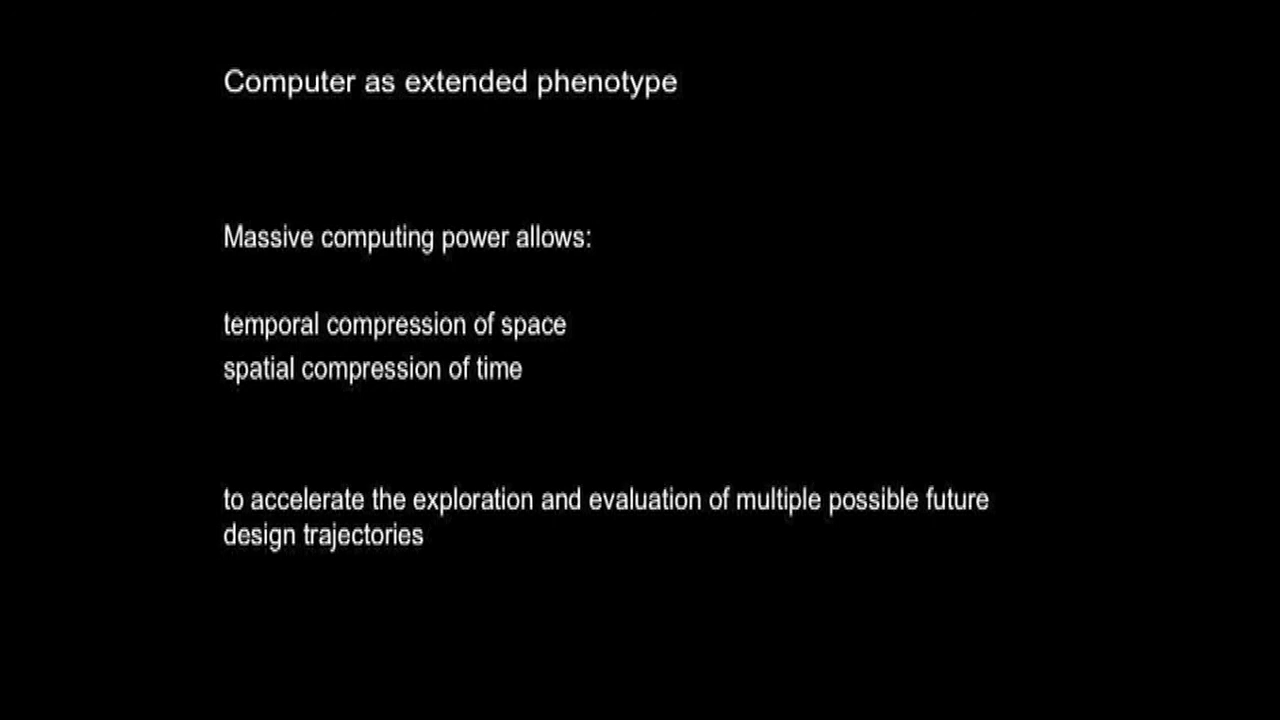 Computer as extended phenotype
Massive computing power allows:
temporal compression of space
spatial compression of time
to accelerate the exploration and evaluation of multiple possible future
design trajectories